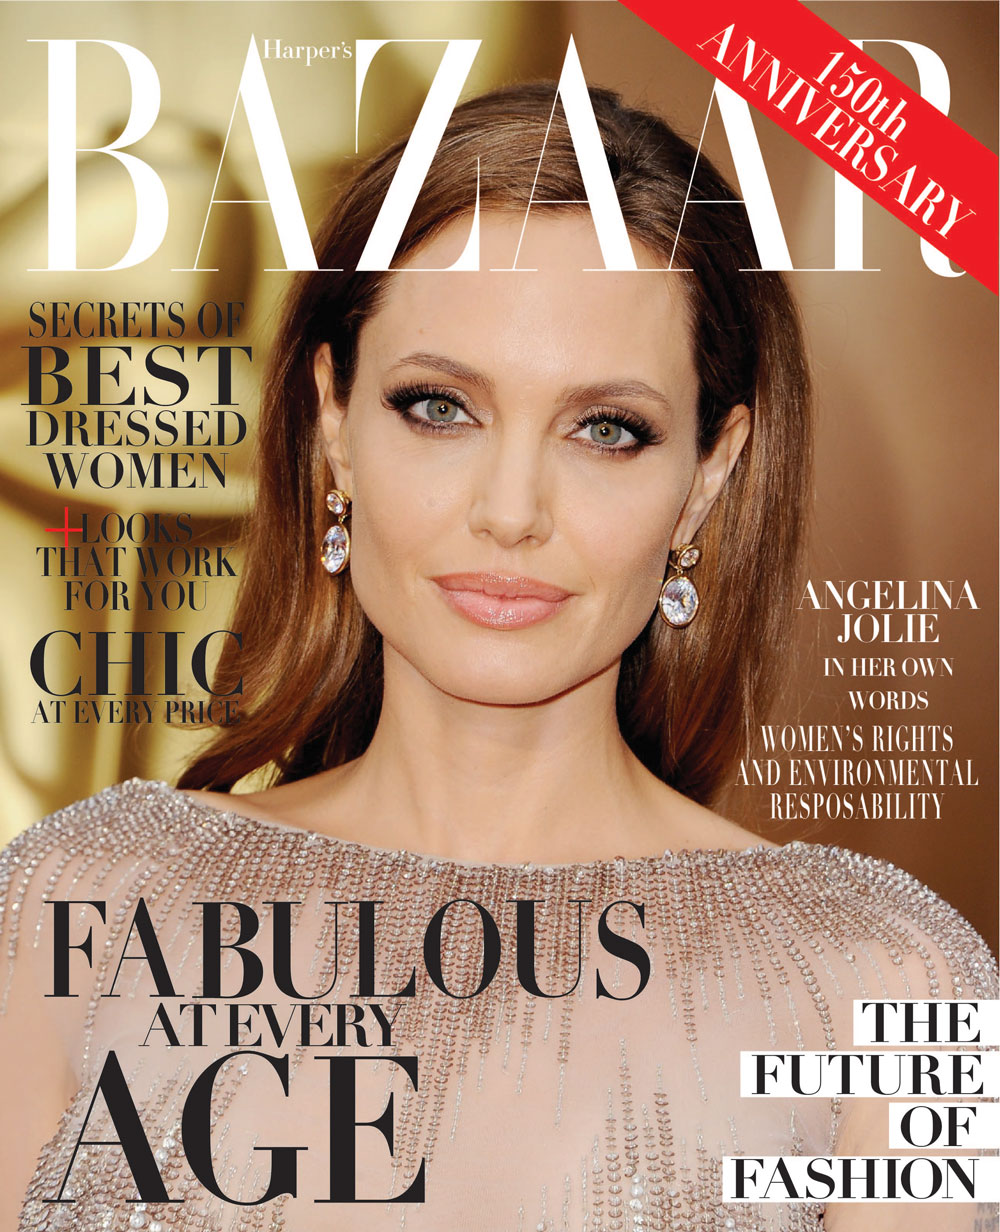 Harper's
BAZAAR
150th
ANNIVERSARY
SECRETS OF
BEST
DRESSED
WOMEN
+LOOKS
THAT WORK
FOR YOU
CHIC
AT EVERY PRICE
ANGELINA
JOLIE
IN HER OWN
WORDS
WOMEN'S RIGHTS
AND ENVIRONMENTAL
RESPOSABILITY
FABULOUS
AT EVERY
AGE
THE
FUTURE
OF
FASHION